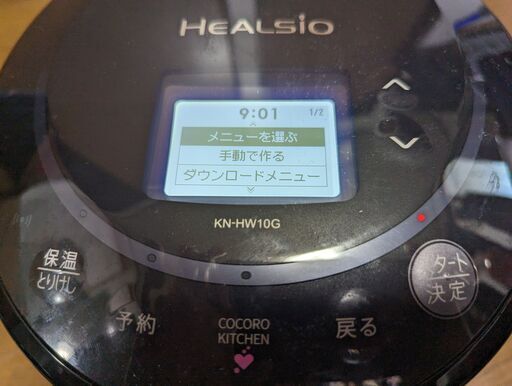 HEALSIO
9:01 1/2
メニューを選ぶ
手動で作る
ダウンロードメニュー
KN-HW10G
保温
とりけし
予約
COCORO
KITCHEN
戻る
スタート
決定